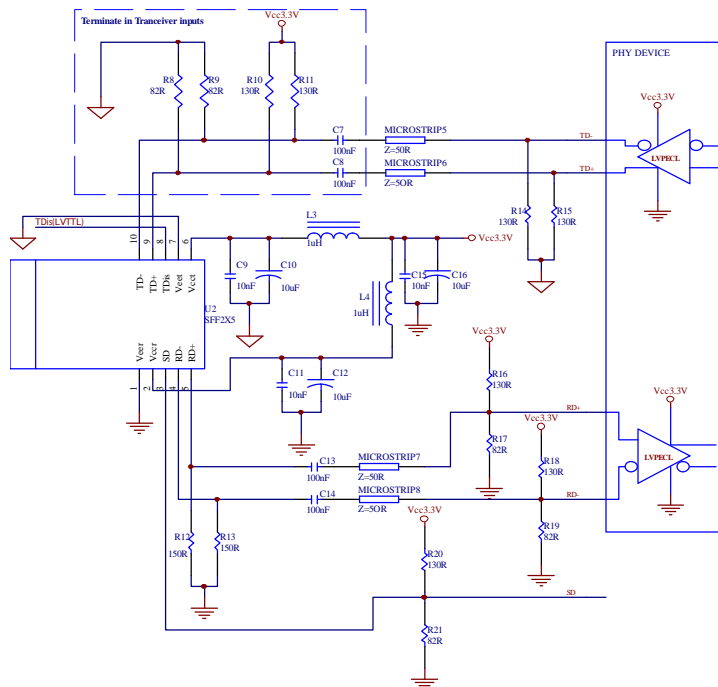 Terminate in Tranceiver inputs
Vcc3.3V
R8
82R
R9
82R
R10
130R
R11
130R
PHY DEVICE
Vcc3.3V
C7
100nF
MICROSTRIP5
Z=50R
TD-
C8
100nF
MICROSTRIP6
Z=5OR
TD+
LVPECL
R14
130R
R15
130R
TDis(LVTTL)
10
9
8
7
6
L3
1uH
Vcc3.3V
TD-
TD+
TDis
Veet
Vcct
C9
10nF
C10
10uF
C15
10nF
C16
10uF
L4
1uH
U2
SFF2X5
Veer
Vccr
SD
RD-
RD+
1
2
3
4
5
C11
10nF
C12
10uF
Vcc3.3V
R16
130R
Vcc3.3V
RD+
Vcc3.3V
R17
82R
LVPECL
C13
100nF
MICROSTRIP7
Z=50R
R18
130R
C14
100nF
MICROSTRIP8
Z=5OR
RD-
Vcc3.3V
R19
82R
R12
150R
R13
150R
R20
130R
SD
R21
82R